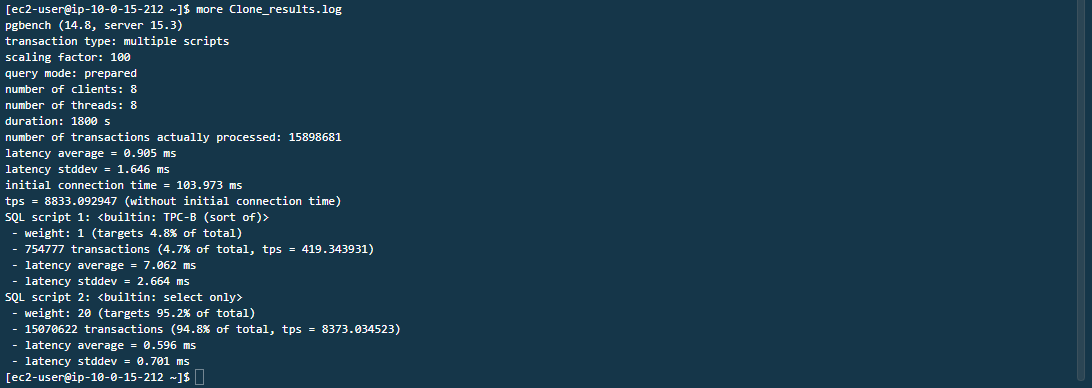 [ec2-user@ip-10-0-15-212 ~]$ more Clone_results.log
pgbench (14.8, server 15.3)
transaction type: multiple scripts
scaling factor: 100
query mode: prepared
number of clients: 8
number of threads: 8
duration: 1800 s
number of transactions actually processed: 15898681
latency average = 0.905 ms
latency stddev = 1.646 ms
initial connection time = 103.973 ms
tps = 8833.092947 (without initial connection time)
SQL script 1: <builtin: TPC-B (sort of)>
 - weight: 1 (targets 4.8% of total)
 - 754777 transactions (4.7% of total, tps = 419.343931)
 - latency average = 7.062 ms
 - latency stddev = 2.664 ms
SQL script 2: <builtin: select only>
 - weight: 20 (targets 95.2% of total)
 - 15070622 transactions (94.8% of total, tps = 8373.034523)
 - latency average = 0.596 ms
 - latency stddev = 0.701 ms
[ec2-user@ip-10-0-15-212 ~]$